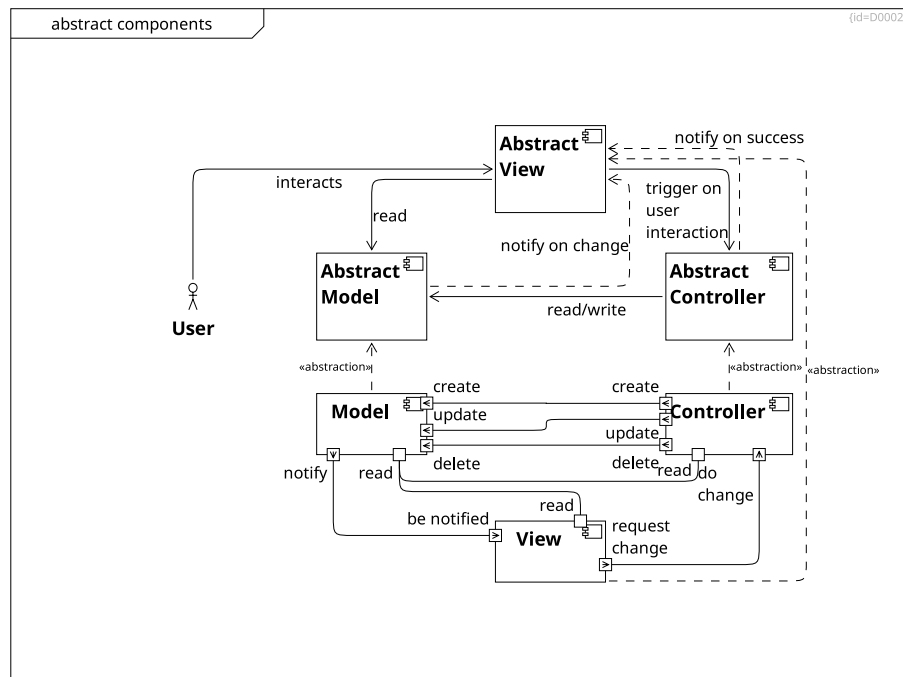 abstract components
{id=D0002
Abstract
View
notify on success
interacts
trigger on
user
interaction
read
notify on change
Abstract
Model
Abstract
Controller
read/write
User
«abstraction»
«abstraction»
«abstraction»
create
create
Model
Controller
update
update
delete
delete
notify
read
read
do
change
read
be notified
View
request
change